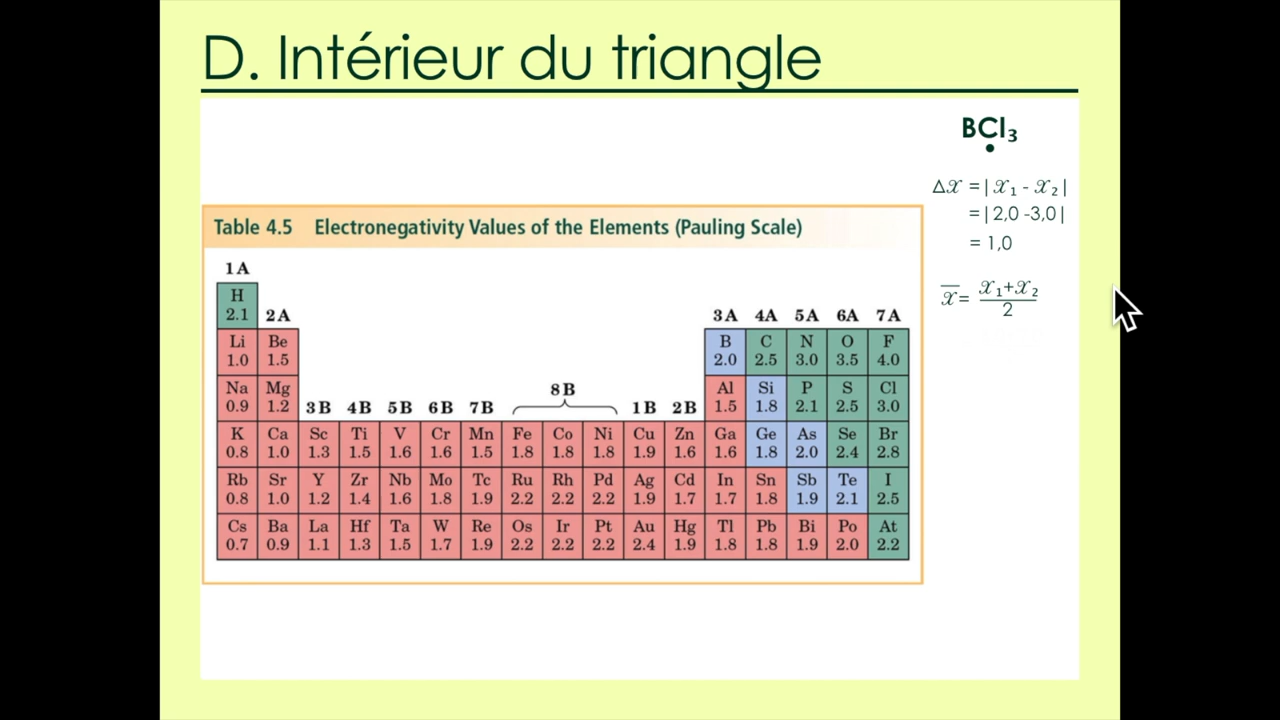 D. Intérieur du triangle
BCl₃
Δ𝒳 = | 𝒳₁ - 𝒳₂ |
= | 2,0 -3,0 |
= 1,0
𝒳̅ = 𝒳₁+𝒳₂
2
Table 4.5 Electronegativity Values of the Elements (Pauling Scale)
1A
H
2.1 2A 3A 4A 5A 6A 7A
Li Be B C N O F
1.0 1.5 2.0 2.5 3.0 3.5 4.0
Na Mg 8B Al Si P S Cl
0.9 1.2 3B 4B 5B 6B 7B 1B 2B 1.5 1.8 2.1 2.5 3.0
K Ca Sc Ti V Cr Mn Fe Co Ni Cu Zn Ga Ge As Se Br
0.8 1.0 1.3 1.5 1.6 1.6 1.5 1.8 1.8 1.8 1.9 1.6 1.6 1.8 2.0 2.4 2.8
Rb Sr Y Zr Nb Mo Tc Ru Rh Pd Ag Cd In Sn Sb Te I
0.8 1.0 1.2 1.4 1.6 1.8 1.9 2.2 2.2 2.2 1.9 1.7 1.7 1.8 1.9 2.1 2.5
Cs Ba La Hf Ta W Re Os Ir Pt Au Hg Tl Pb Bi Po At
0.7 0.9 1.1 1.3 1.5 1.7 1.9 2.2 2.2 2.2 2.4 1.9 1.8 1.8 1.9 2.0 2.2